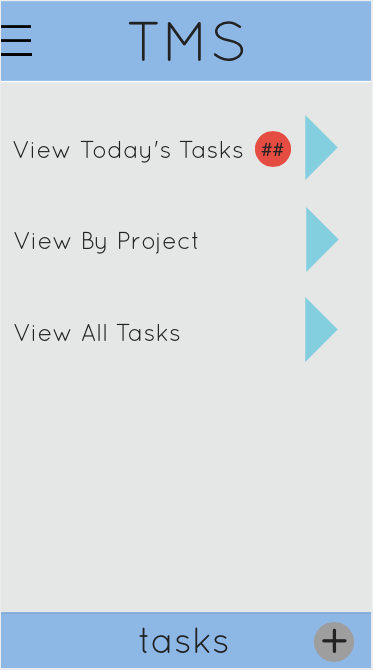 TMS
View Today's Tasks ##
View By Project
View All Tasks
tasks +